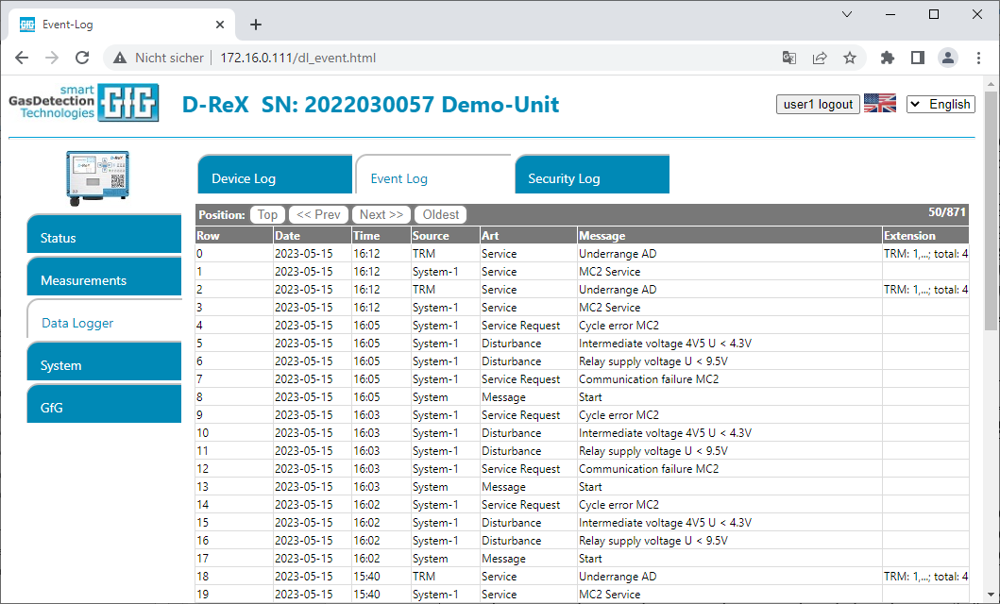 Event-Log
Nicht sicher 172.16.0.111/dl_event.html
smart
GasDetection
Technologies
GfG
D-ReX SN: 2022030057 Demo-Unit
user1 logout
English
Device Log
Event Log
Security Log
Status
Measurements
Data Logger
System
GfG
Position: Top << Prev Next >> Oldest 50/871
Row Date Time Source Art Message Extension
0 2023-05-15 16:12 TRM Service Underrange AD TRM: 1,...; total: 4
1 2023-05-15 16:12 System-1 Service MC2 Service
2 2023-05-15 16:12 TRM Service Underrange AD TRM: 1,...; total: 4
3 2023-05-15 16:12 System-1 Service MC2 Service
4 2023-05-15 16:05 System-1 Service Request Cycle error MC2
5 2023-05-15 16:05 System-1 Disturbance Intermediate voltage 4V5 U < 4.3V
6 2023-05-15 16:05 System-1 Disturbance Relay supply voltage U < 9.5V
7 2023-05-15 16:05 System-1 Service Request Communication failure MC2
8 2023-05-15 16:05 System Message Start
9 2023-05-15 16:03 System-1 Service Request Cycle error MC2
10 2023-05-15 16:03 System-1 Disturbance Intermediate voltage 4V5 U < 4.3V
11 2023-05-15 16:03 System-1 Disturbance Relay supply voltage U < 9.5V
12 2023-05-15 16:03 System-1 Service Request Communication failure MC2
13 2023-05-15 16:03 System Message Start
14 2023-05-15 16:02 System-1 Service Request Cycle error MC2
15 2023-05-15 16:02 System-1 Disturbance Intermediate voltage 4V5 U < 4.3V
16 2023-05-15 16:02 System-1 Disturbance Relay supply voltage U < 9.5V
17 2023-05-15 16:02 System Message Start
18 2023-05-15 15:40 TRM Service Underrange AD TRM: 1,...; total: 4
19 2023-05-15 15:40 System-1 Service MC2 Service